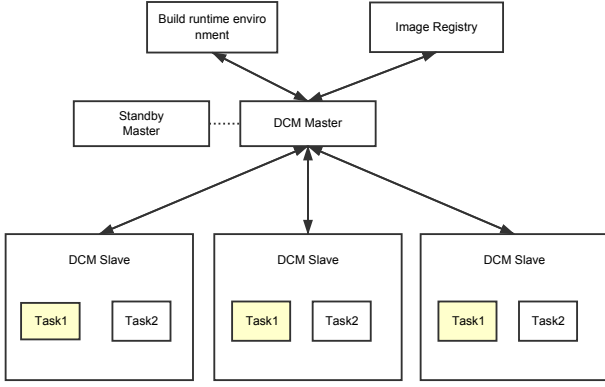 Build runtime enviro
nment
Image Registry
Standby
Master
DCM Master
DCM Slave
DCM Slave
DCM Slave
Task1
Task2
Task1
Task2
Task1
Task2